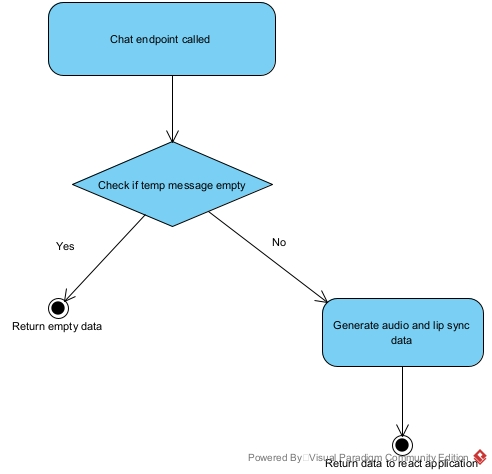 Chat endpoint called
Check if temp message empty
Yes
No
Return empty data
Generate audio and lip sync
data
Powered By Visual Paradigm Community Edition
Return data to react application